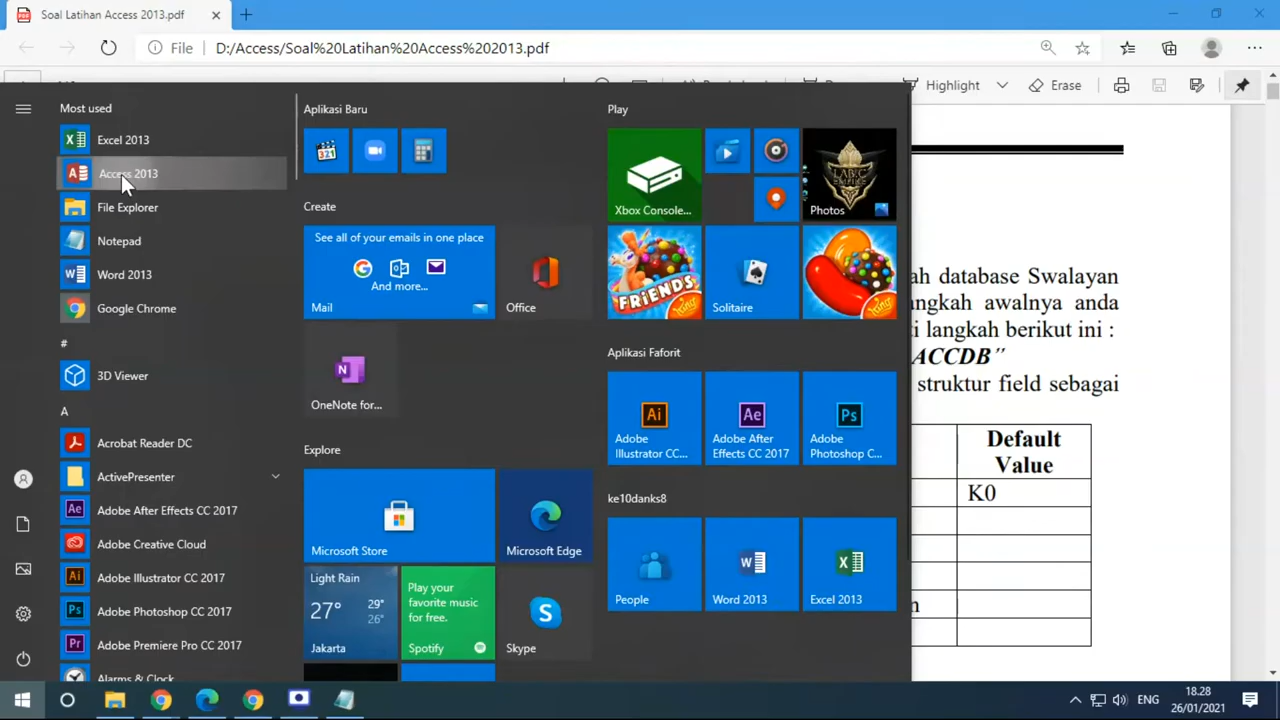 Soal Latihan Access 2013.pdf
File
D:/Access/Soal%20Latihan%20Access%202013.pdf
Highlight
Erase
Most used
Excel 2013
Access 2013
File Explorer
Notepad
Word 2013
Google Chrome
#
3D Viewer
A
Acrobat Reader DC
ActivePresenter
Adobe After Effects CC 2017
Adobe Creative Cloud
Adobe Illustrator CC 2017
Adobe Photoshop CC 2017
Adobe Premiere Pro CC 2017
Alarms & Clock
Aplikasi Baru
Create
See all of your emails in one place
And more...
Mail
Office
OneNote for...
Explore
Microsoft Store
Microsoft Edge
Light Rain
27°
29°
26°
Jakarta
Play your
favorite music
for free.
Spotify
Skype
Play
Xbox Console...
LABC
EMPIRE
Photos
FRIENDS
King
Solitaire
King
Aplikasi Faforit
Adobe
Illustrator CC...
Adobe After
Effects CC 2017
Adobe
Photoshop C...
ke10danks8
People
Word 2013
Excel 2013
ah database Swalayan
angkah awalnya anda
ti langkah berikut ini :
ACCDB”
struktur field sebagai
Default
Value
K0
n
ENG
18.28
26/01/2021